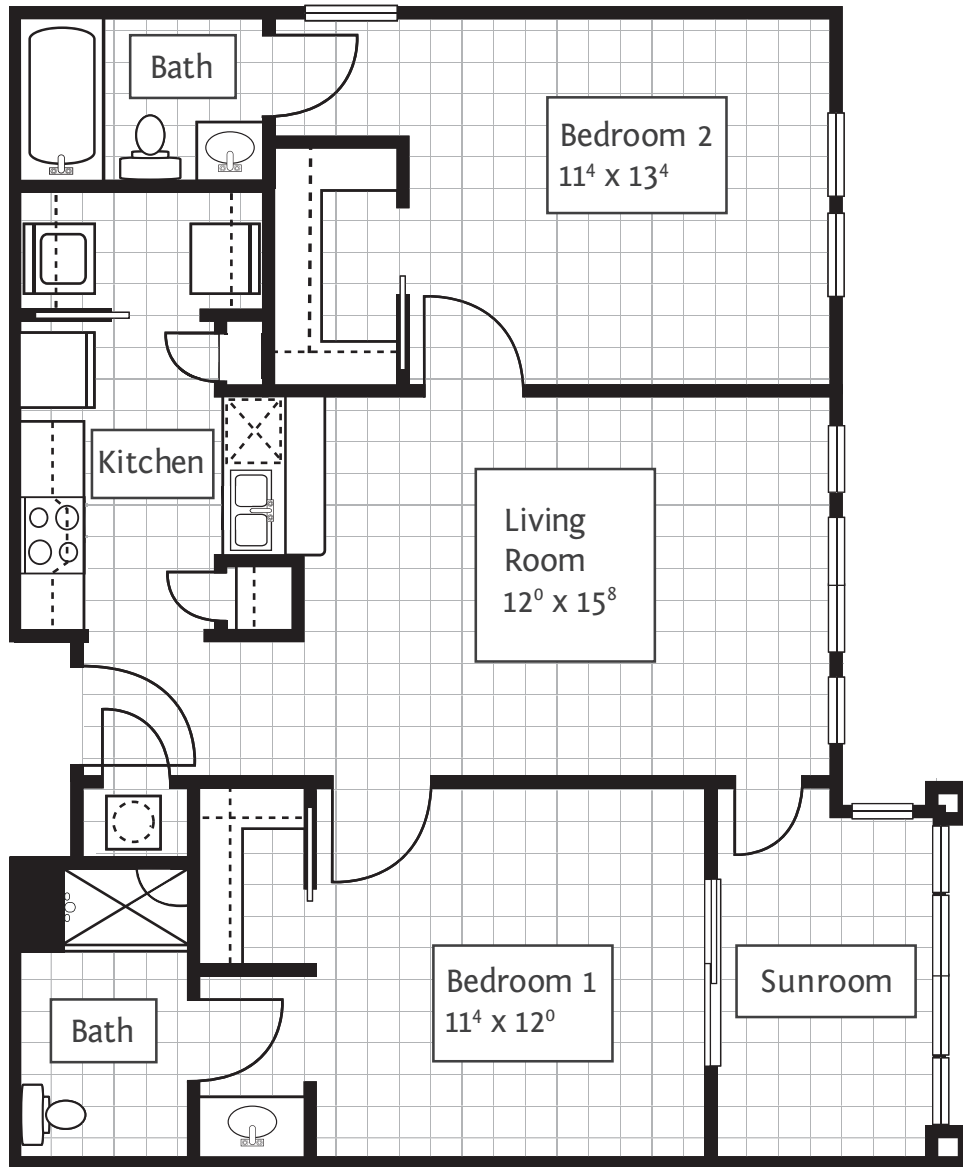 Bath
Bedroom 2
11⁴ x 13⁴
Kitchen
Living
Room
12⁰ x 15⁸
Bedroom 1
11⁴ x 12⁰
Sunroom
Bath